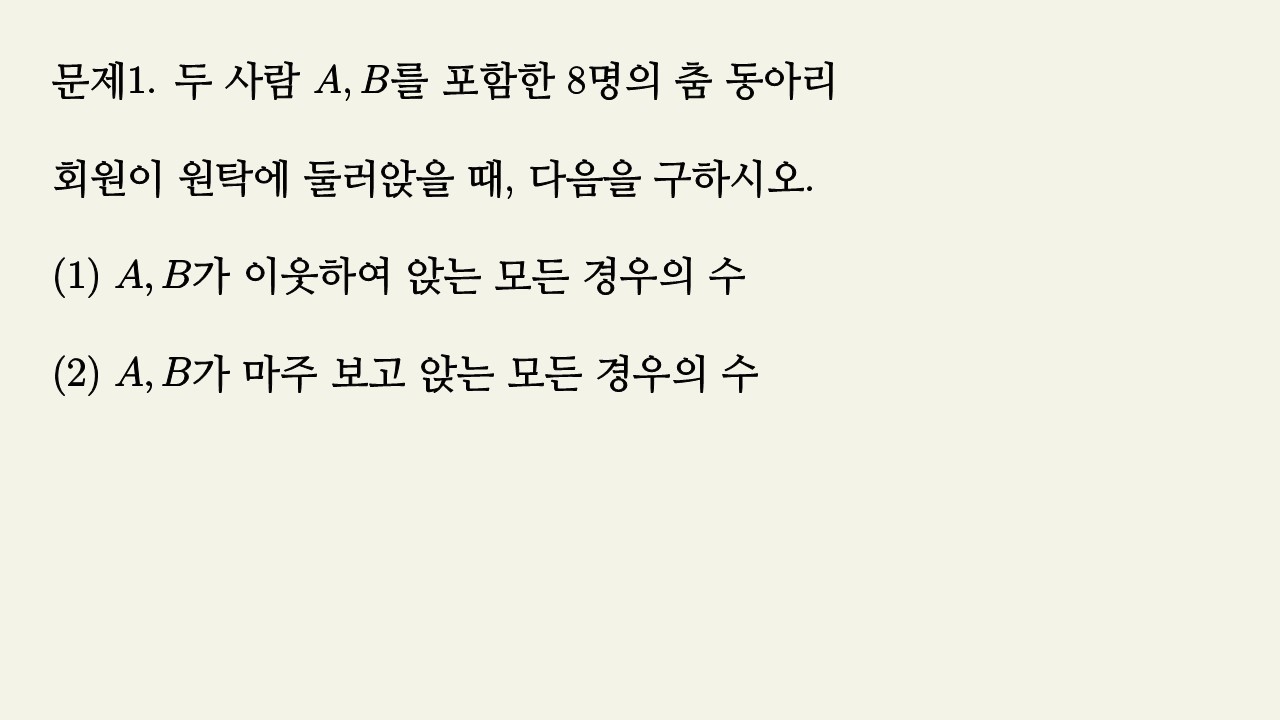 문제1. 두 사람 A, B를 포함한 8명의 춤 동아리
회원이 원탁에 둘러앉을 때, 다음을 구하시오.
(1) A, B가 이웃하여 앉는 모든 경우의 수
(2) A, B가 마주 보고 앉는 모든 경우의 수